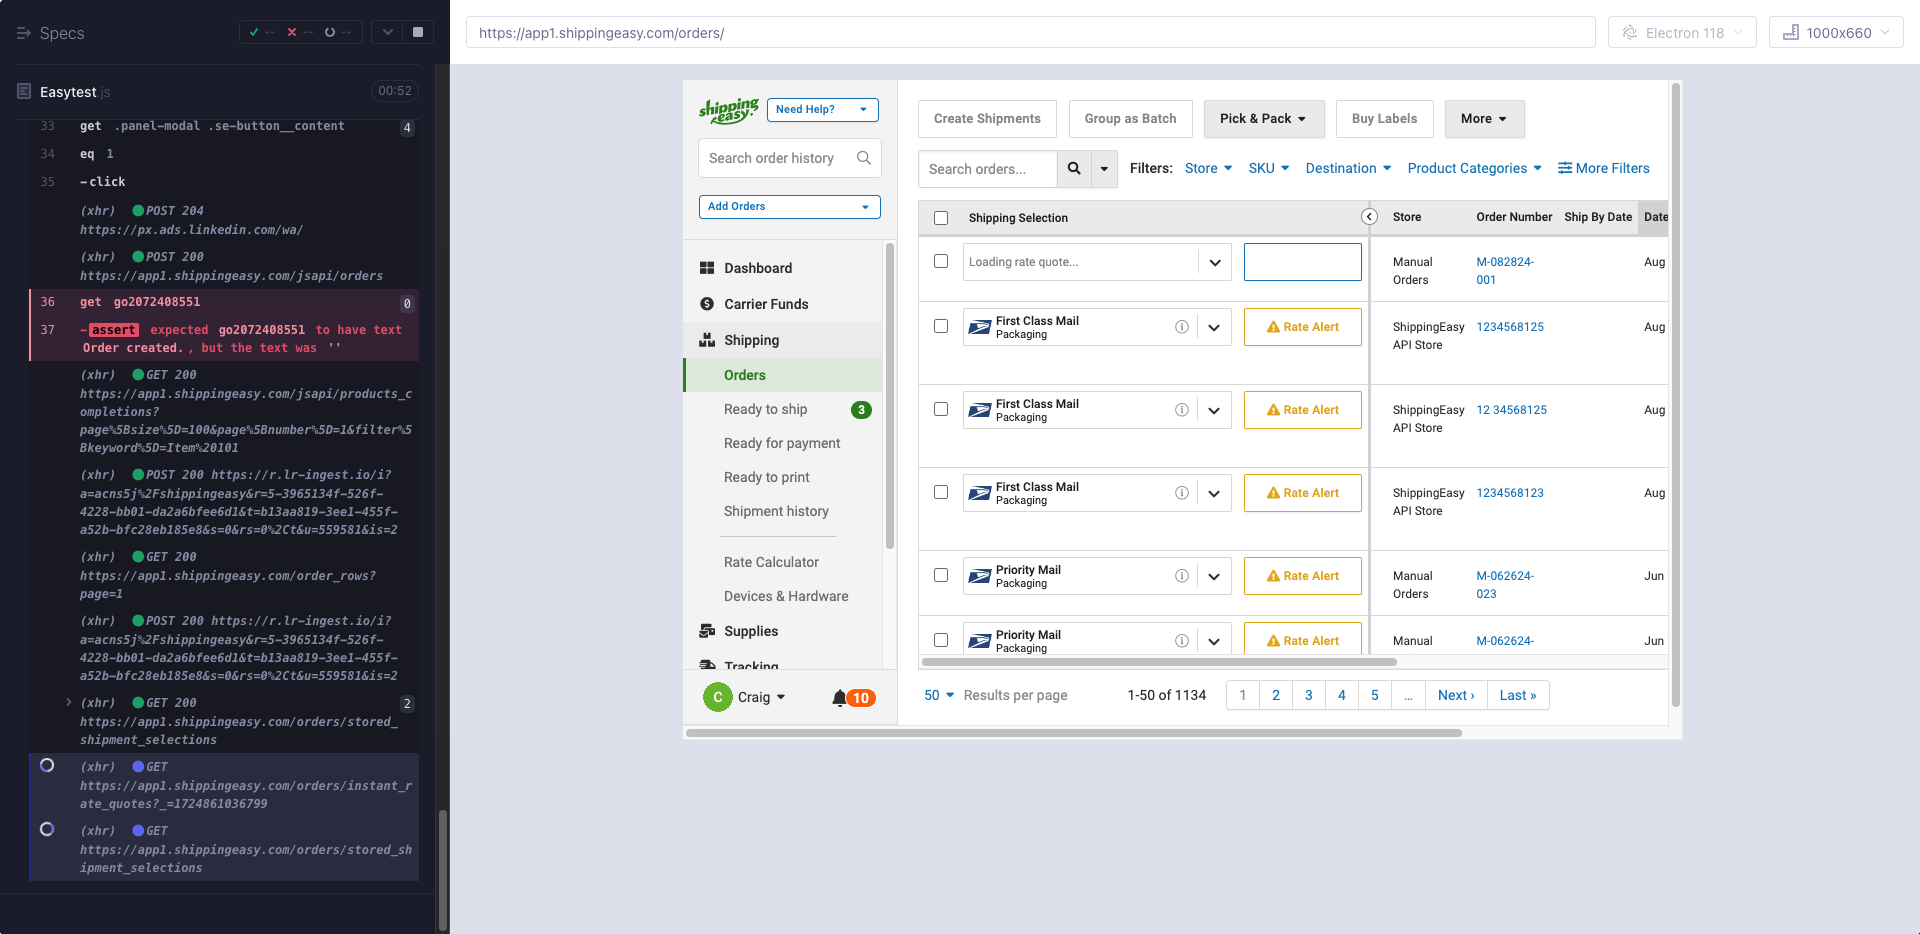 Specs
-- -- --
https://app1.shippingeasy.com/orders/
Electron 118
1000x660
Easytest.js
00:52
33 get .panel-modal .se-button__content 4
34 eq 1
35 -click
(xhr) POST 204
https://px.ads.linkedin.com/wa/
(xhr) POST 200
https://app1.shippingeasy.com/jsapi/orders
36 get go2072408551 0
37 -assert expected go2072408551 to have text
Order created., but the text was ''
(xhr) GET 200
https://app1.shippingeasy.com/jsapi/products_c
ompletions?
page%5Bsize%5D=100&page%5Bnumber%5D=1&filter%5
Bkeyword%5D=Item%20101
(xhr) POST 200 https://r.lr-ingest.io/i?
a=acns5j%2Fshippingeasy&r=5-3965134f-526f-
4228-bb01-da2a6bfee6d1&t=b13aa819-3ee1-455f-
a52b-bfc28eb185e8&s=0&rs=0%2Ct&u=559581&is=2
(xhr) GET 200
https://app1.shippingeasy.com/order_rows?
page=1
(xhr) POST 200 https://r.lr-ingest.io/i?
a=acns5j%2Fshippingeasy&r=5-3965134f-526f-
4228-bb01-da2a6bfee6d1&t=b13aa819-3ee1-455f-
a52b-bfc28eb185e8&s=0&rs=0%2Ct&u=559581&is=2
(xhr) GET 200 2
https://app1.shippingeasy.com/orders/stored_
shipment_selections
(xhr) GET
https://app1.shippingeasy.com/orders/instant_r
ate_quotes?_=1724861036799
(xhr) GET
https://app1.shippingeasy.com/orders/stored_sh
ipment_selections
shipping easy
Need Help?
Search order history
Add Orders
Dashboard
Carrier Funds
Shipping
Orders
Ready to ship 3
Ready for payment
Ready to print
Shipment history
Rate Calculator
Devices & Hardware
Supplies
Tracking
C Craig 10
Create Shipments Group as Batch Pick & Pack Buy Labels More
Search orders... Filters: Store SKU Destination Product Categories More Filters
Shipping Selection Store Order Number Ship By Date Date
Loading rate quote... Manual M-082824- Aug
Orders 001
First Class Mail
Packaging Rate Alert ShippingEasy 1234568125 Aug
API Store
First Class Mail
Packaging Rate Alert ShippingEasy 12 34568125 Aug
API Store
First Class Mail
Packaging Rate Alert ShippingEasy 1234568123 Aug
API Store
Priority Mail
Packaging Rate Alert Manual M-062624- Jun
Orders 023
Priority Mail
Packaging Rate Alert Manual M-062624- Jun
50 Results per page 1-50 of 1134 1 2 3 4 5 ... Next › Last »